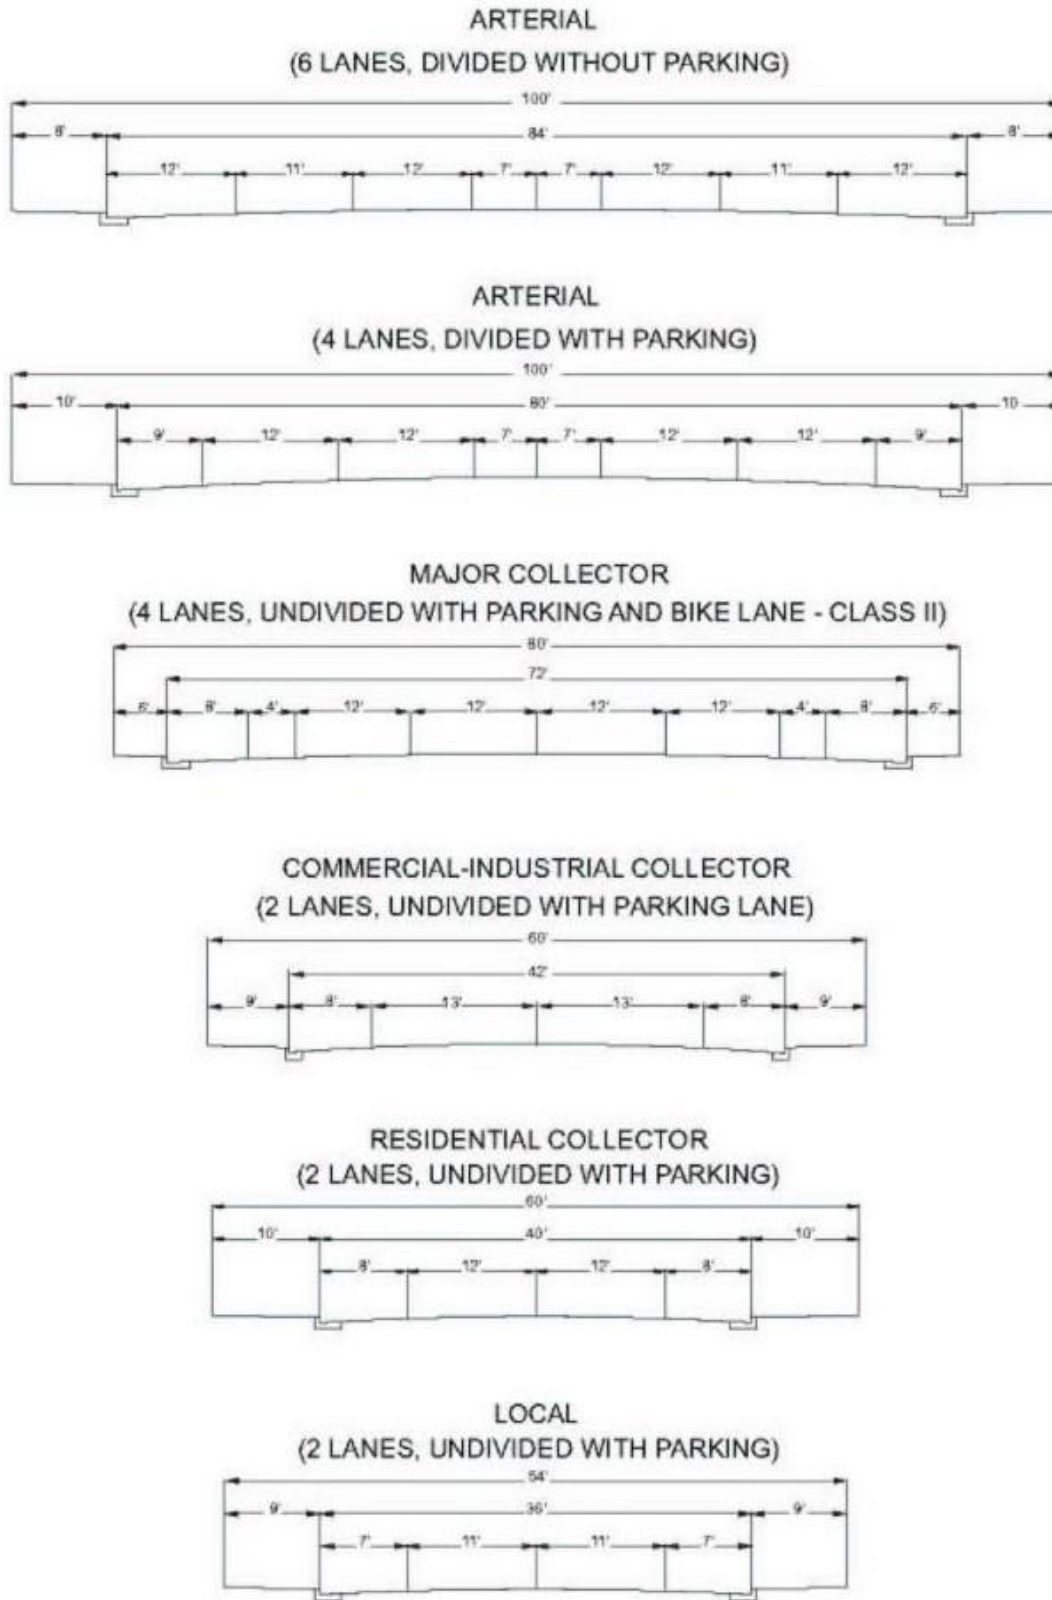 ARTERIAL
(6 LANES, DIVIDED WITHOUT PARKING)
100'
8' 84' 8'
12' 11' 12' 7' 7' 12' 11' 12'
ARTERIAL
(4 LANES, DIVIDED WITH PARKING)
100'
10' 80' 10
9' 12' 12' 7' 7' 12' 12' 9'
MAJOR COLLECTOR
(4 LANES, UNDIVIDED WITH PARKING AND BIKE LANE - CLASS II)
80'
72'
6' 8' 4' 12' 12' 12' 12' 4' 8' 6'
COMMERCIAL-INDUSTRIAL COLLECTOR
(2 LANES, UNDIVIDED WITH PARKING LANE)
60'
42'
9' 8' 13' 13' 8' 9'
RESIDENTIAL COLLECTOR
(2 LANES, UNDIVIDED WITH PARKING)
60'
10' 40' 10'
8' 12' 12' 8'
LOCAL
(2 LANES, UNDIVIDED WITH PARKING)
54'
9' 36' 9'
7' 11' 11' 7'